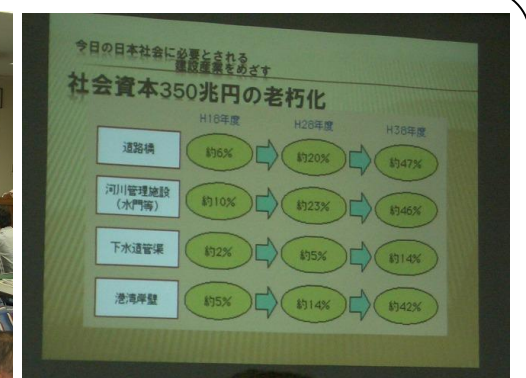 今日の日本社会に必要とされる
建設産業をめざす
社会資本350兆円の老朽化
H18年度 H28年度 H38年度
道路橋 約6% 約20% 約47%
河川管理施設
(水門等) 約10% 約23% 約46%
下水道管渠 約2% 約5% 約14%
港湾岸壁 約5% 約14% 約42%